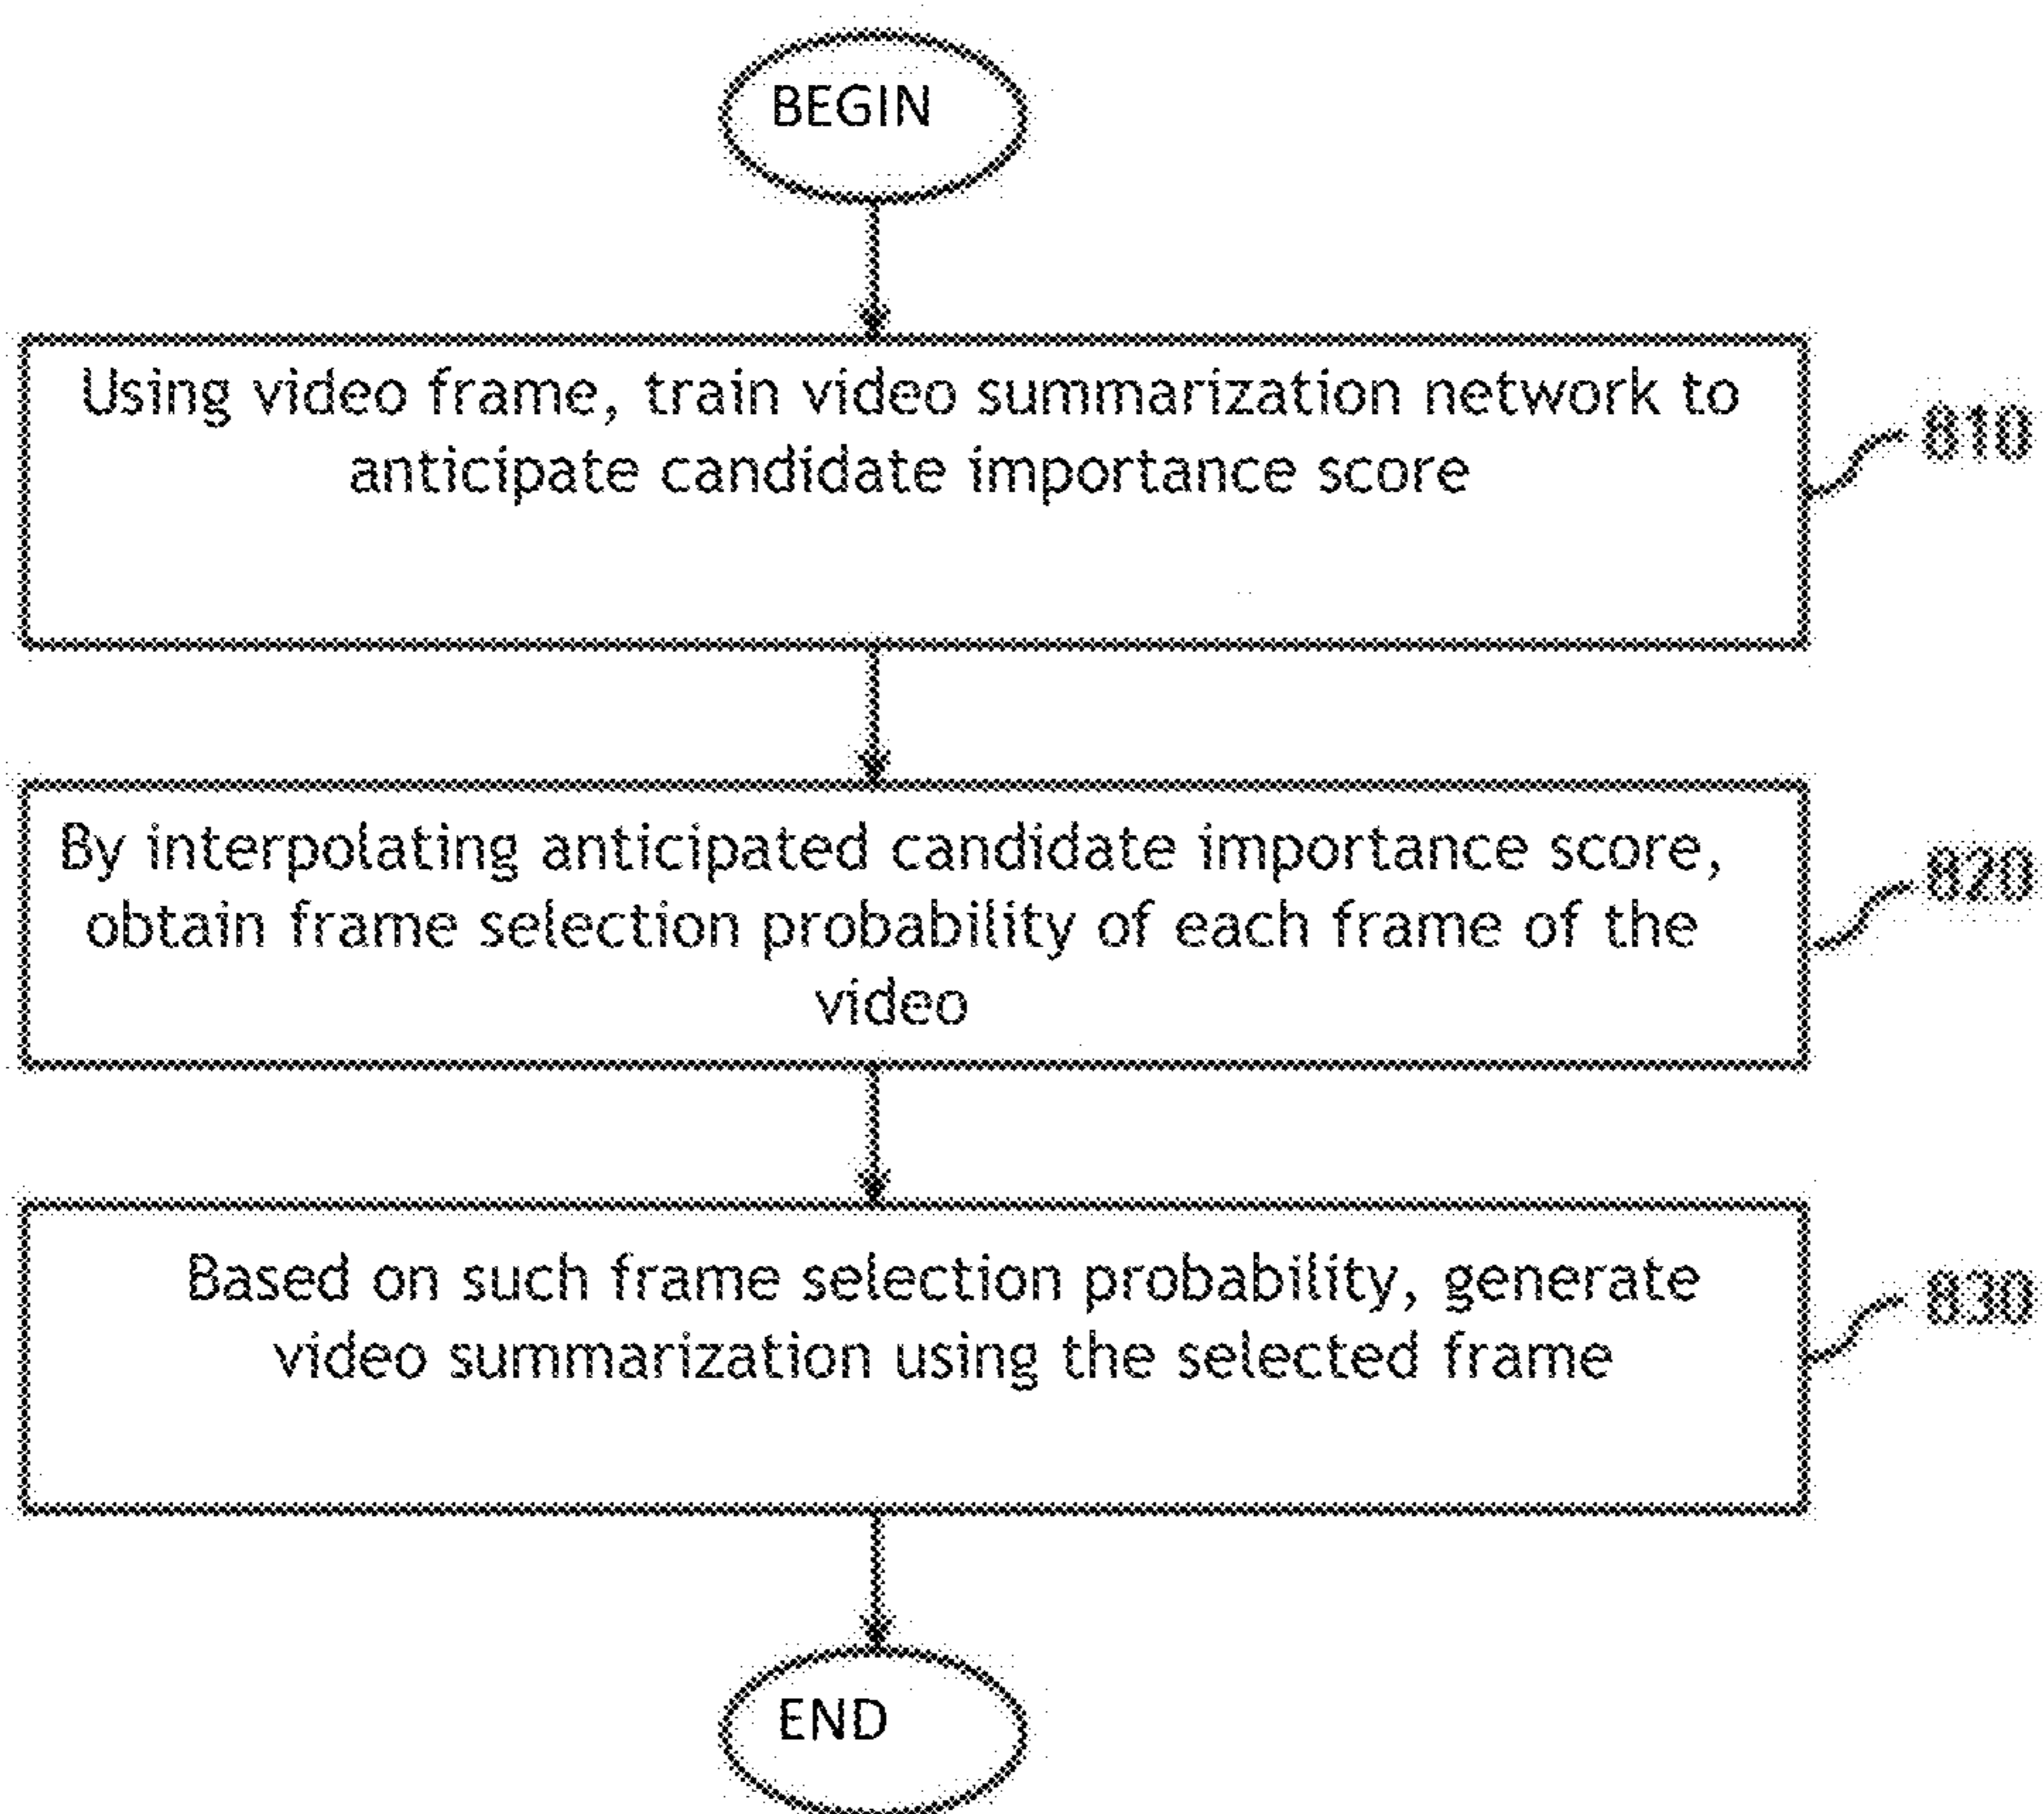 BEGIN
Using video frame, train video summarization network to
anticipate candidate importance score
810
By interpolating anticipated candidate importance score,
obtain frame selection probability of each frame of the
video
820
Based on such frame selection probability, generate
video summarization using the selected frame
830
END